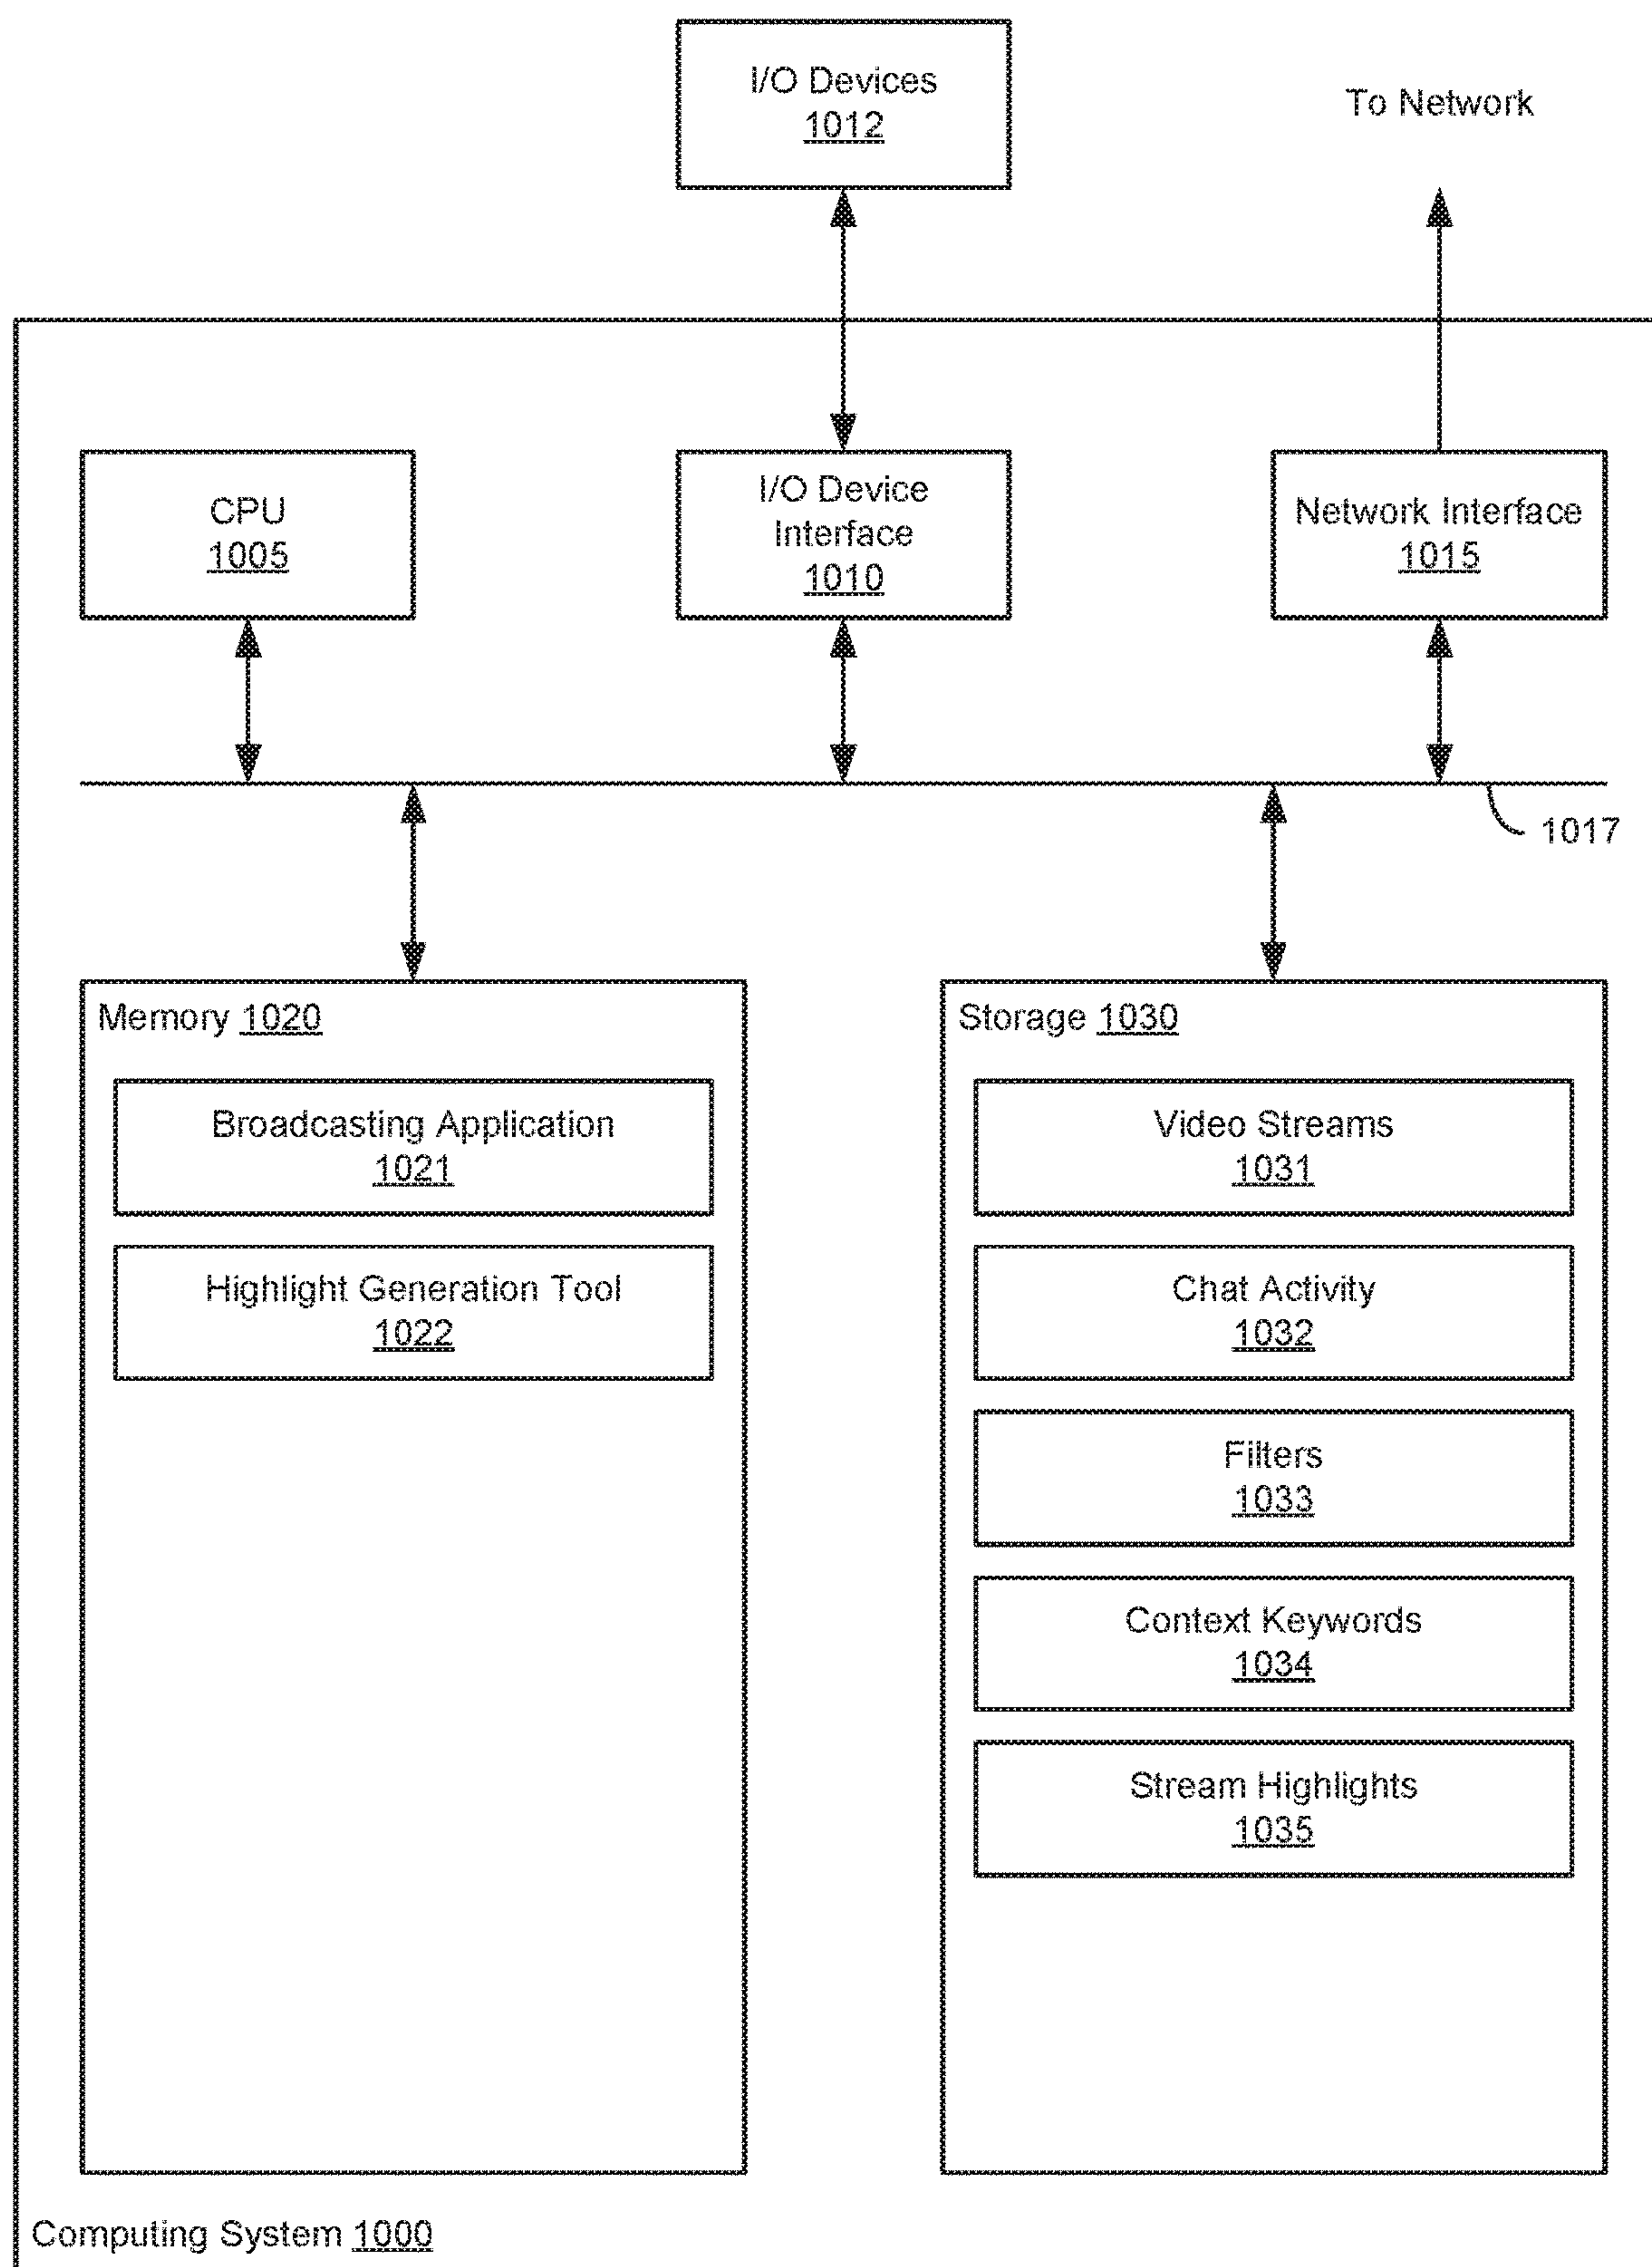 I/O Devices
1012
To Network
CPU
1005
I/O Device
Interface
1010
Network Interface
1015
1017
Memory 1020
Broadcasting Application
1021
Highlight Generation Tool
1022
Storage 1030
Video Streams
1031
Chat Activity
1032
Filters
1033
Context Keywords
1034
Stream Highlights
1035
Computing System 1000